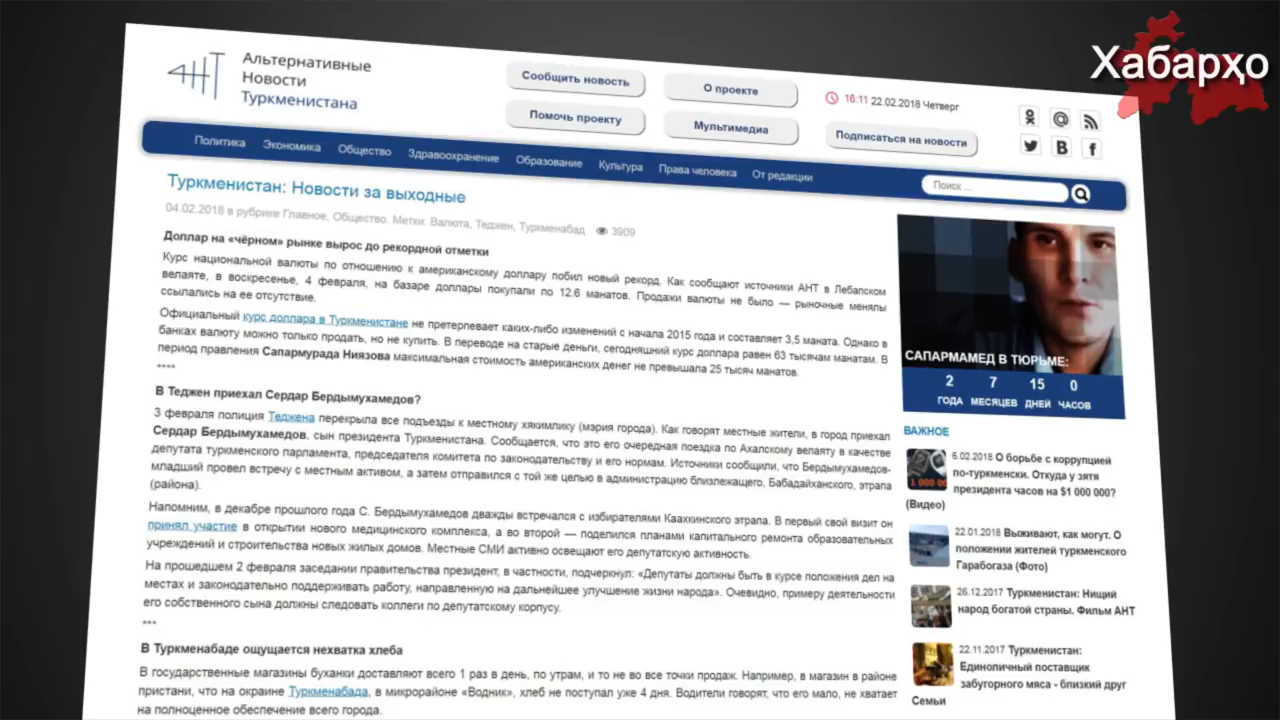 Хабарҳо
Альтернативные
Новости
Туркменистана
Сообщить новость
О проекте
Помочь проекту
Мультимедиа
16:11 22.02.2018 Четверг
Подписаться на новости
Политика Экономика Общество Здравоохранение Образование Культура Права человека От редакции
Поиск ...
Туркменистан: Новости за выходные
04.02.2018 в рубрике Главное, Общество. Метки: Валюта, Теджен, Туркменабад 3909
Доллар на «чёрном» рынке вырос до рекордной отметки
Курс национальной валюты по отношению к американскому доллару побил новый рекорд. Как сообщают источники АНТ в Лебапском
велаяте, в воскресенье, 4 февраля, на базаре доллары покупали по 12.6 манатов. Продажи валюты не было — рыночные менялы
ссылались на ее отсутствие.
Официальный курс доллара в Туркменистане не претерпевает каких-либо изменений с начала 2015 года и составляет 3,5 маната. Однако в
банках валюту можно только продать, но не купить. В переводе на старые деньги, сегодняшний курс доллара равен 63 тысячам манатам. В
период правления Сапармурада Ниязова максимальная стоимость американских денег не превышала 25 тысяч манатов.
****
В Теджен приехал Сердар Бердымухамедов?
3 февраля полиция Теджена перекрыла все подъезды к местному хякимлику (мэрия города). Как говорят местные жители, в город приехал
Сердар Бердымухамедов, сын президента Туркменистана. Сообщается, что это его очередная поездка по Ахалскому велаяту в качестве
депутата туркменского парламента, председателя комитета по законодательству и его нормам. Источники сообщили, что Бердымухамедов-
младший провел встречу с местным активом, а затем отправился с той же целью в администрацию близлежащего, Бабадайханского, этрапа
(района).
Напомним, в декабре прошлого года С. Бердымухамедов дважды встречался с избирателями Каахкинского этрапа. В первый свой визит он
принял участие в открытии нового медицинского комплекса, а во второй — поделился планами капитального ремонта образовательных
учреждений и строительства новых жилых домов. Местные СМИ активно освещают его депутатскую активность.
На прошедшем 2 февраля заседании правительства президент, в частности, подчеркнул: «Депутаты должны быть в курсе положения дел на
местах и законодательно поддерживать работу, направленную на дальнейшее улучшение жизни народа». Очевидно, примеру деятельности
его собственного сына должны следовать коллеги по депутатскому корпусу.
***
В Туркменабаде ощущается нехватка хлеба
В государственные магазины буханки доставляют всего 1 раз в день, по утрам, и то не во все точки продаж. Например, в магазин в районе
пристани, что на окраине Туркменабада, в микрорайоне «Водник», хлеб не поступал уже 4 дня. Водители говорят, что его мало, не хватает
на полноценное обеспечение всего города.
САПАРМАМЕД В ТЮРЬМЕ:
2 7 15 0
ГОДА МЕСЯЦЕВ ДНЕЙ ЧАСОВ
ВАЖНОЕ
6.02.2018 О борьбе с коррупцией
по-туркменски. Откуда у зятя
президента часов на $1 000 000?
(Видео)
22.01.2018 Выживают, как могут. О
положении жителей туркменского
Гарабогаза (Фото)
26.12.2017 Туркменистан: Нищий
народ богатой страны. Фильм АНТ
22.11.2017 Туркменистан:
Единоличный поставщик
забугорного мяса - близкий друг
Семьи